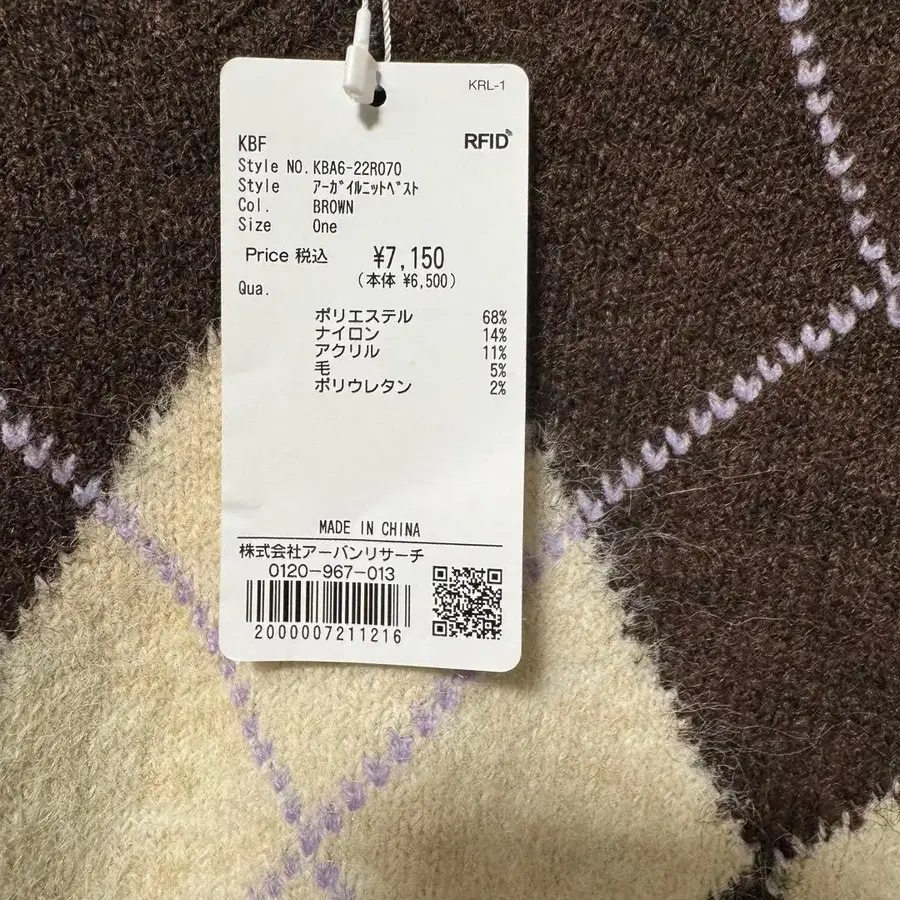 KRL-1
RFID
KBF
Style NO. KBA6-22R070
Style ｱｰｶﾞｲﾙﾆｯﾄﾍﾞｽﾄ
Col. BROWN
Size One
Price 税込 ¥7,150
(本体 ¥6,500)
Qua.
ポリエステル 68%
ナイロン 14%
アクリル 11%
毛 5%
ポリウレタン 2%
MADE IN CHINA
株式会社アーバンリサーチ
0120-967-013
2000007211216